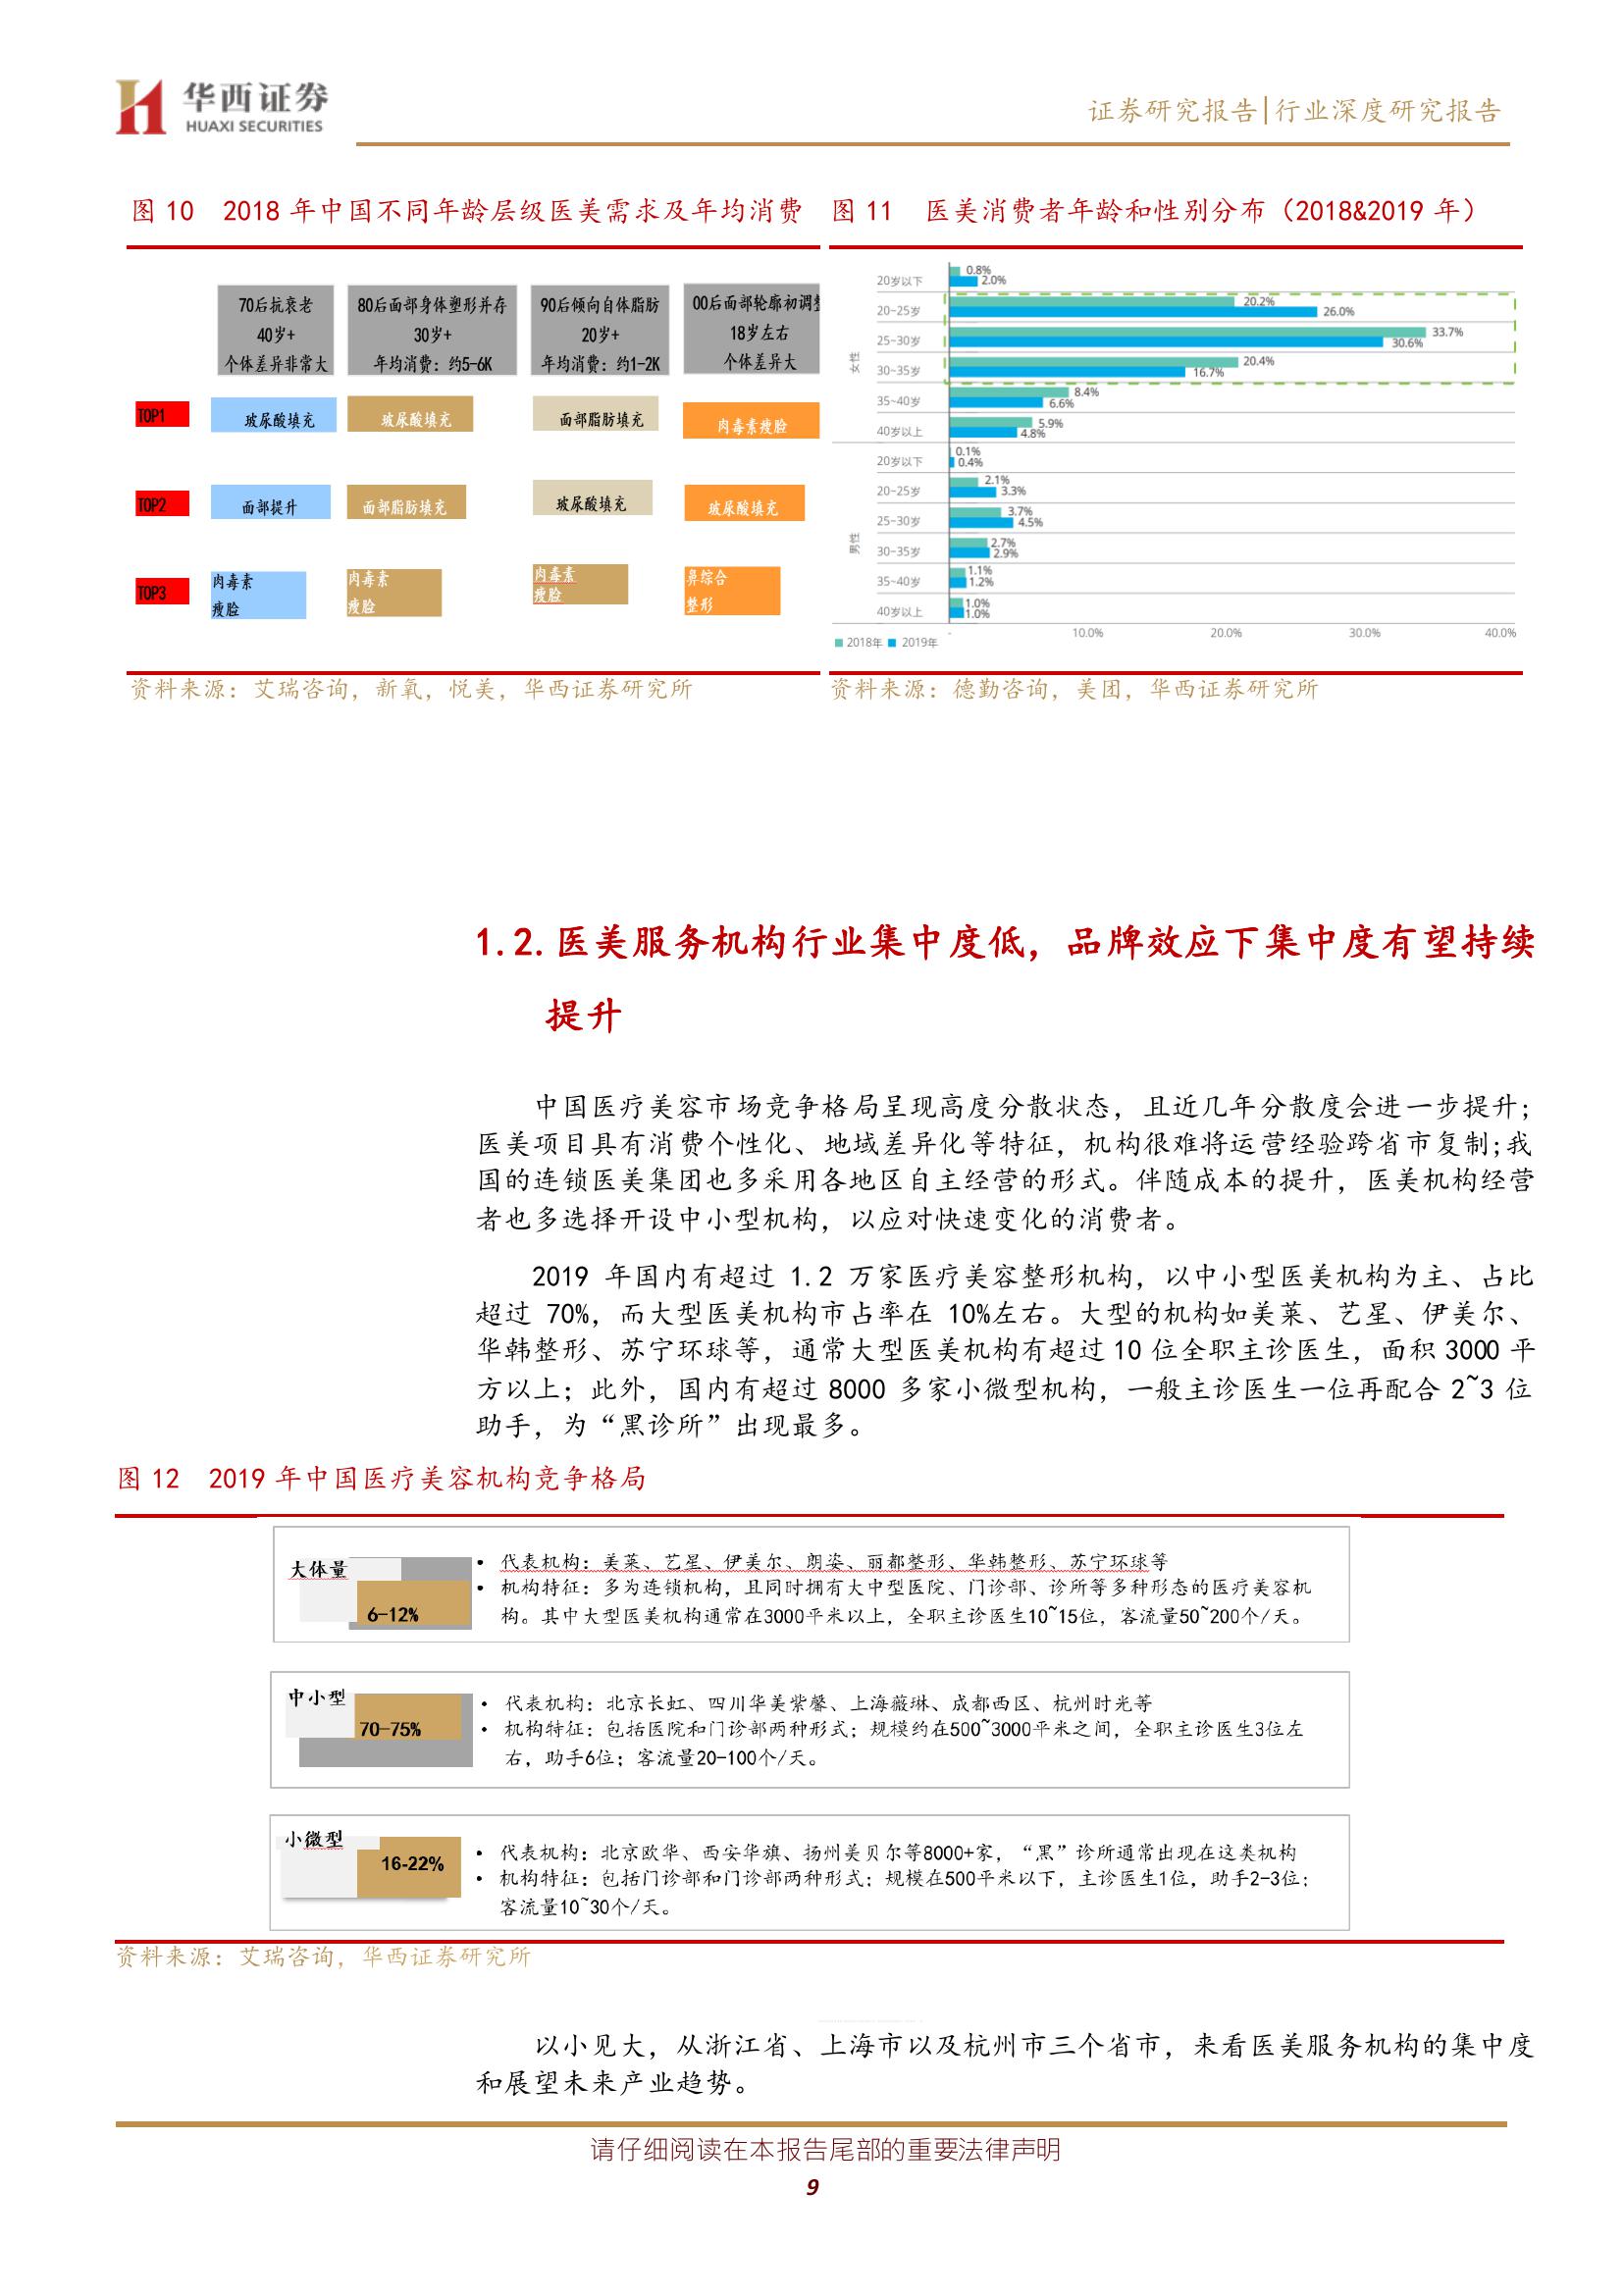 华西证券
HUAXI SECURITIES
证券研究报告|行业深度研究报告
图 10 2018 年中国不同年龄层级医美需求及年均消费
70后抗衰老
40岁+
个体差异非常大
80后面部身体塑形并存
30岁+
年均消费：约5-6K
90后倾向自体脂肪
20岁+
年均消费：约1-2K
00后面部轮廓初调整
18岁左右
个体差异大
TOP1
玻尿酸填充
玻尿酸填充
面部脂肪填充
肉毒素瘦脸
TOP2
面部提升
面部脂肪填充
玻尿酸填充
玻尿酸填充
TOP3
肉毒素
瘦脸
肉毒素
瘦脸
肉毒素
瘦脸
鼻综合
整形
资料来源：艾瑞咨询，新氧，悦美，华西证券研究所
图 11 医美消费者年龄和性别分布（2018&2019 年）
女性
20岁以下 0.8% 2.0%
20-25岁 20.2% 26.0%
25-30岁 33.7% 30.6%
30-35岁 20.4% 16.7%
35-40岁 8.4% 6.6%
40岁以上 5.9% 4.8%
男性
20岁以下 0.1% 0.4%
20-25岁 2.1% 3.3%
25-30岁 3.7% 4.5%
30-35岁 2.7% 2.9%
35-40岁 1.1% 1.2%
40岁以上 1.0% 1.0%
- 10.0% 20.0% 30.0% 40.0%
2018年 2019年
资料来源：德勤咨询，美团，华西证券研究所
1.2.医美服务机构行业集中度低，品牌效应下集中度有望持续
提升
中国医疗美容市场竞争格局呈现高度分散状态，且近几年分散度会进一步提升；
医美项目具有消费个性化、地域差异化等特征，机构很难将运营经验跨省市复制;我
国的连锁医美集团也多采用各地区自主经营的形式。伴随成本的提升，医美机构经营
者也多选择开设中小型机构，以应对快速变化的消费者。
2019 年国内有超过 1.2 万家医疗美容整形机构，以中小型医美机构为主、占比
超过 70%，而大型医美机构市占率在 10%左右。大型的机构如美莱、艺星、伊美尔、
华韩整形、苏宁环球等，通常大型医美机构有超过 10 位全职主诊医生，面积 3000 平
方以上；此外，国内有超过 8000 多家小微型机构，一般主诊医生一位再配合 2~3 位
助手，为“黑诊所”出现最多。
图 12 2019 年中国医疗美容机构竞争格局
大体量
6-12%
• 代表机构：美莱、艺星、伊美尔、朗姿、丽都整形、华韩整形、苏宁环球等
• 机构特征：多为连锁机构，且同时拥有大中型医院、门诊部、诊所等多种形态的医疗美容机
构。其中大型医美机构通常在3000平米以上，全职主诊医生10~15位，客流量50~200个/天。
中小型
70-75%
• 代表机构：北京长虹、四川华美紫馨、上海薇琳、成都西区、杭州时光等
• 机构特征：包括医院和门诊部两种形式；规模约在500~3000平米之间，全职主诊医生3位左
右，助手6位；客流量20-100个/天。
小微型
16-22%
• 代表机构：北京欧华、西安华旗、扬州美贝尔等8000+家，“黑”诊所通常出现在这类机构
• 机构特征：包括门诊部和门诊部两种形式；规模在500平米以下，主诊医生1位，助手2-3位；
客流量10~30个/天。
资料来源：艾瑞咨询，华西证券研究所
以小见大，从浙江省、上海市以及杭州市三个省市，来看医美服务机构的集中度
和展望未来产业趋势。
请仔细阅读在本报告尾部的重要法律声明
9